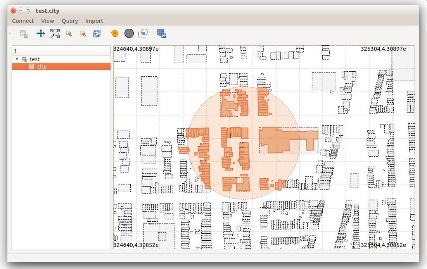 test.city
Connect View Query Import
324640,4.30897e
325304,4.30897e
1
test
city
324640,4.30852e
325304,4.30852e